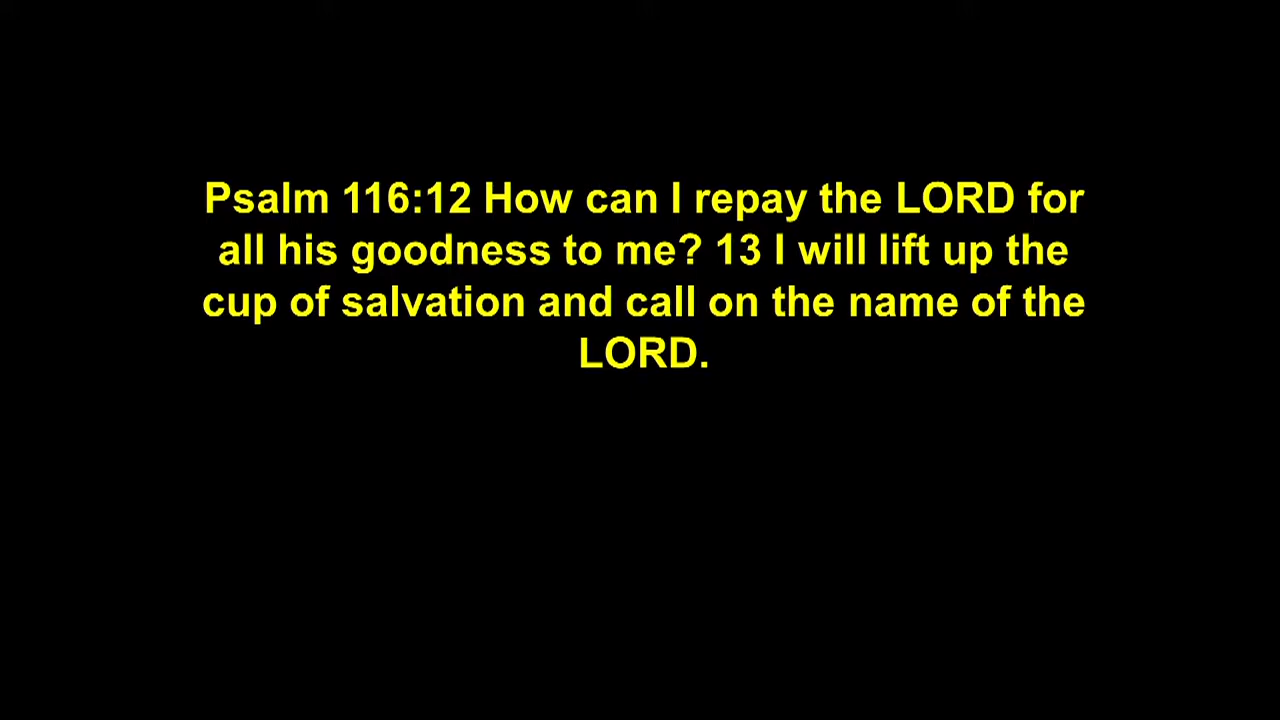 Psalm 116:12 How can I repay the LORD for
all his goodness to me? 13 I will lift up the
cup of salvation and call on the name of the
LORD.